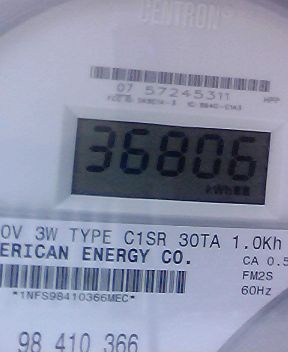 CENTRON
07 57245311
36806
kWh
0V 3W TYPE C1SR 30TA 1.0Kh
ERICAN ENERGY CO.
CA 0.5
FM2S
*1NFS98410366MEC*
60Hz
98 410 366